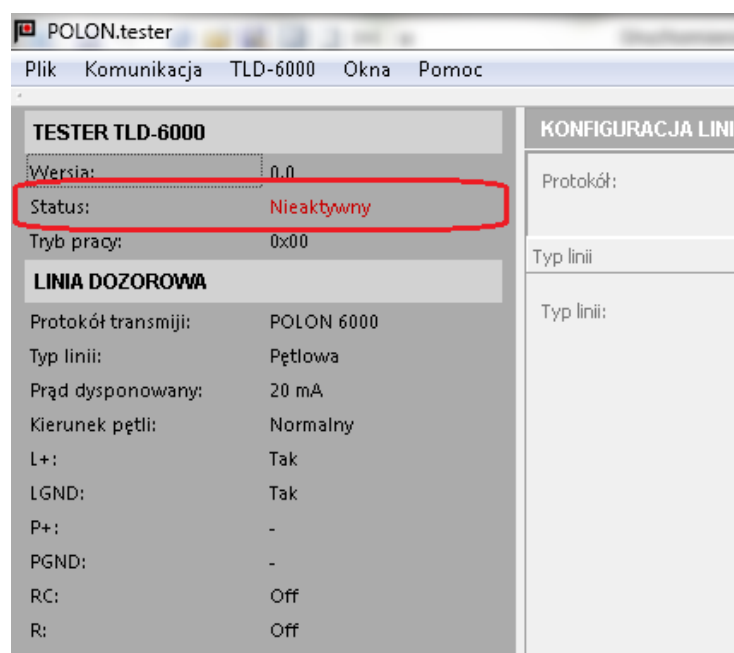 POLON.tester
Plik Komunikacja TLD-6000 Okna Pomoc
TESTER TLD-6000
Wersia: 0.0
Status: Nieaktywny
Tryb pracy: 0x00
LINIA DOZOROWA
Protokół transmiji: POLON 6000
Typ linii: Pętlowa
Prąd dysponowany: 20 mA
Kierunek pętli: Normalny
L+: Tak
LGND: Tak
P+: -
PGND: -
RC: Off
R: Off
KONFIGURACJA LINI
Protokół:
Typ linii
Typ linii: